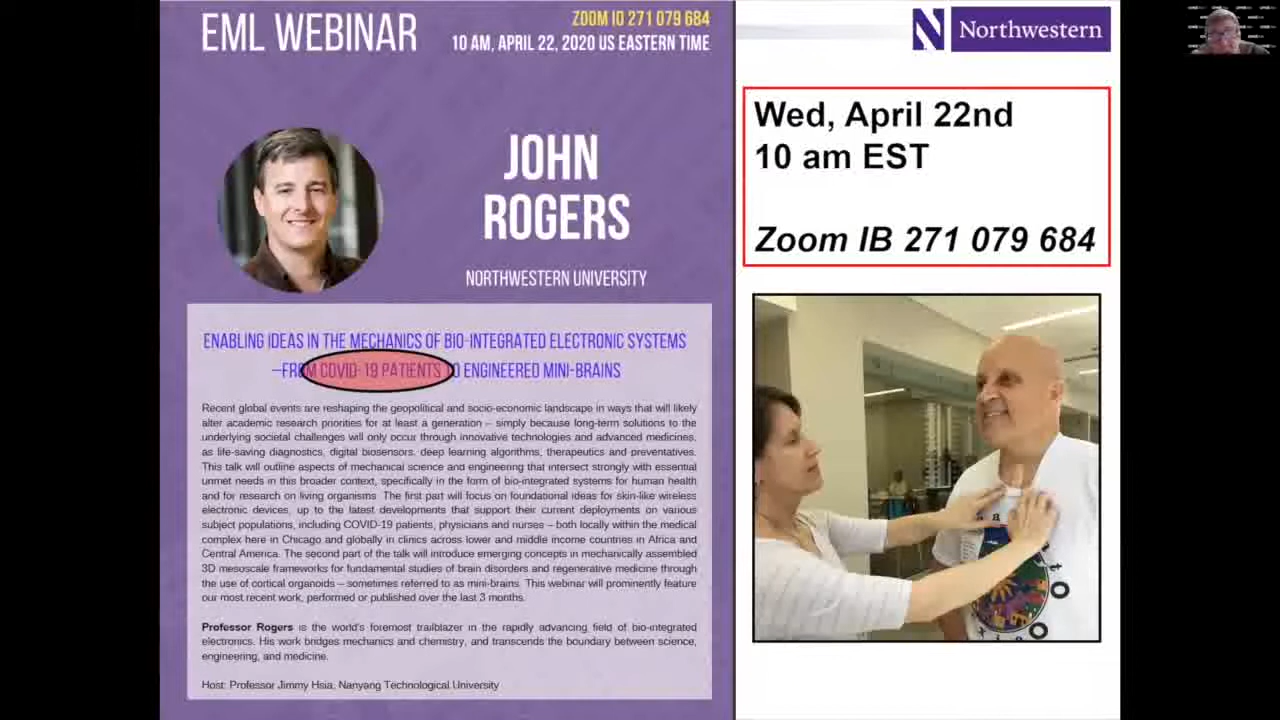 EML WEBINAR
ZOOM IO 271 079 684
10 AM, APRIL 22, 2020 US EASTERN TIME
JOHN
ROGERS
NORTHWESTERN UNIVERSITY
ENABLING IDEAS IN THE MECHANICS OF BIO-INTEGRATED ELECTRONIC SYSTEMS
–FROM COVID-19 PATIENTS TO ENGINEERED MINI-BRAINS
Recent global events are reshaping the geopolitical and socio-economic landscape in ways that will likely
alter academic research priorities for at least a generation – simply because long-term solutions to the
underlying societal challenges will only occur through innovative technologies and advanced medicines,
as life-saving diagnostics, digital biosensors, deep learning algorithms, therapeutics and preventatives.
This talk will outline aspects of mechanical science and engineering that intersect strongly with essential
unmet needs in this broader context, specifically in the form of bio-integrated systems for human health
and for research on living organisms. The first part will focus on foundational ideas for skin-like wireless
electronic devices, up to the latest developments that support their current deployments on various
subject populations, including COVID-19 patients, physicians and nurses – both locally within the medical
complex here in Chicago and globally in clinics across lower and middle income countries in Africa and
Central America. The second part of the talk will introduce emerging concepts in mechanically assembled
3D mesoscale frameworks for fundamental studies of brain disorders and regenerative medicine through
the use of cortical organoids – sometimes referred to as mini-brains. This webinar will prominently feature
our most recent work, performed or published over the last 3 months.
Professor Rogers is the world's foremost trailblazer in the rapidly advancing field of bio-integrated
electronics. His work bridges mechanics and chemistry, and transcends the boundary between science,
engineering, and medicine.
Host: Professor Jimmy Hsia, Nanyang Technological University
N Northwestern
Wed, April 22nd
10 am EST
Zoom IB 271 079 684